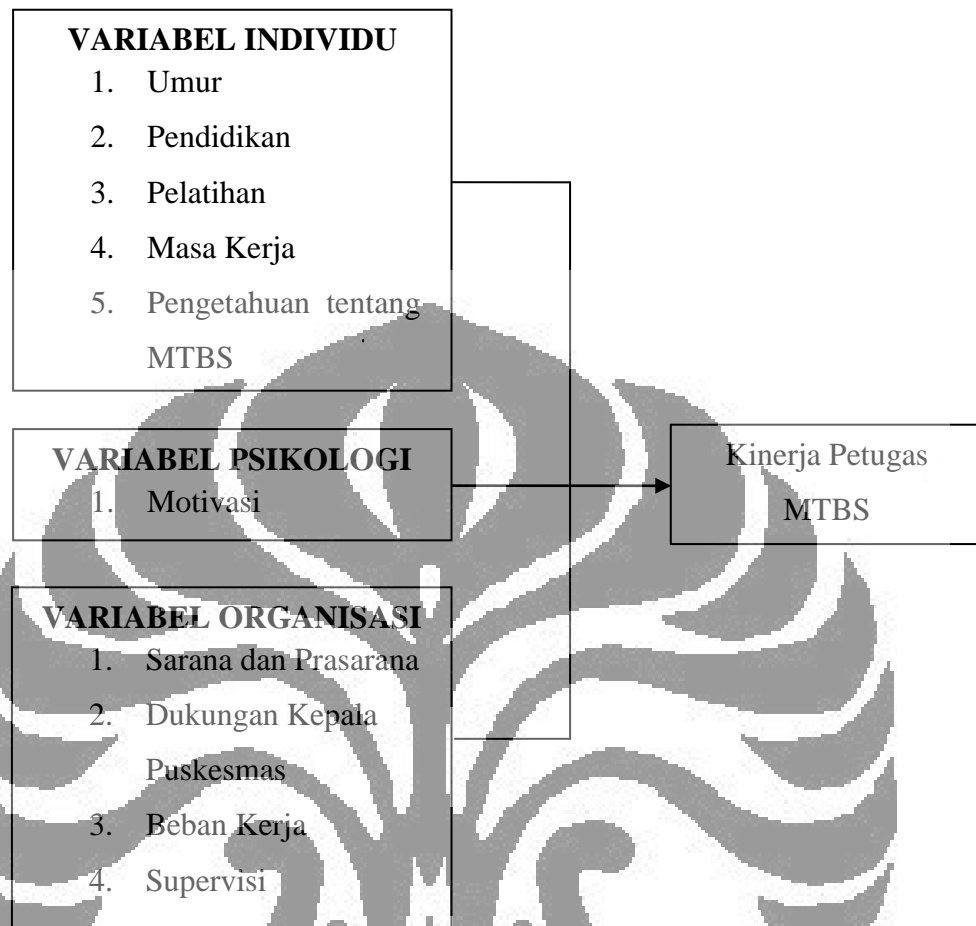 VARIABEL INDIVIDU
1. Umur
2. Pendidikan
3. Pelatihan
4. Masa Kerja
5. Pengetahuan tentang
MTBS
VARIABEL PSIKOLOGI
1. Motivasi
Kinerja Petugas
MTBS
VARIABEL ORGANISASI
1. Sarana dan Prasarana
2. Dukungan Kepala
Puskesmas
3. Beban Kerja
4. Supervisi